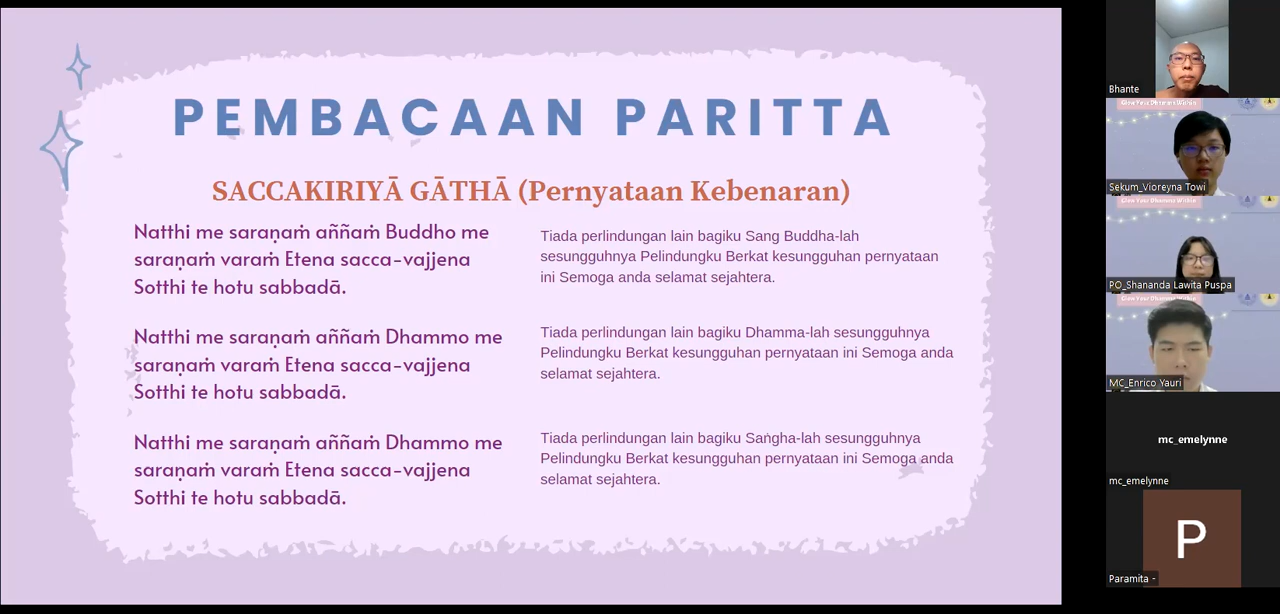 PEMBACAAN PARITTA
SACCAKIRIYĀ GĀTHĀ (Pernyataan Kebenaran)
Natthi me saraṇaṁ aññaṁ Buddho me
saraṇaṁ varaṁ Etena sacca-vajjena
Sotthi te hotu sabbadā.
Tiada perlindungan lain bagiku Sang Buddha-lah
sesungguhnya Pelindungku Berkat kesungguhan pernyataan
ini Semoga anda selamat sejahtera.
Natthi me saraṇaṁ aññaṁ Dhammo me
saraṇaṁ varaṁ Etena sacca-vajjena
Sotthi te hotu sabbadā.
Tiada perlindungan lain bagiku Dhamma-lah sesungguhnya
Pelindungku Berkat kesungguhan pernyataan ini Semoga anda
selamat sejahtera.
Natthi me saraṇaṁ aññaṁ Dhammo me
saraṇaṁ varaṁ Etena sacca-vajjena
Sotthi te hotu sabbadā.
Tiada perlindungan lain bagiku Saṅgha-lah sesungguhnya
Pelindungku Berkat kesungguhan pernyataan ini Semoga anda
selamat sejahtera.
Bhante
Glow Your Dhamma Within
Sekum_Vioreyna Towi
Glow Your Dhamma Within
PO_Shananda Lawita Puspa
Glow Your Dhamma Within
MC_Enrico Yauri
mc_emelynne
mc_emelynne
P
Paramita -